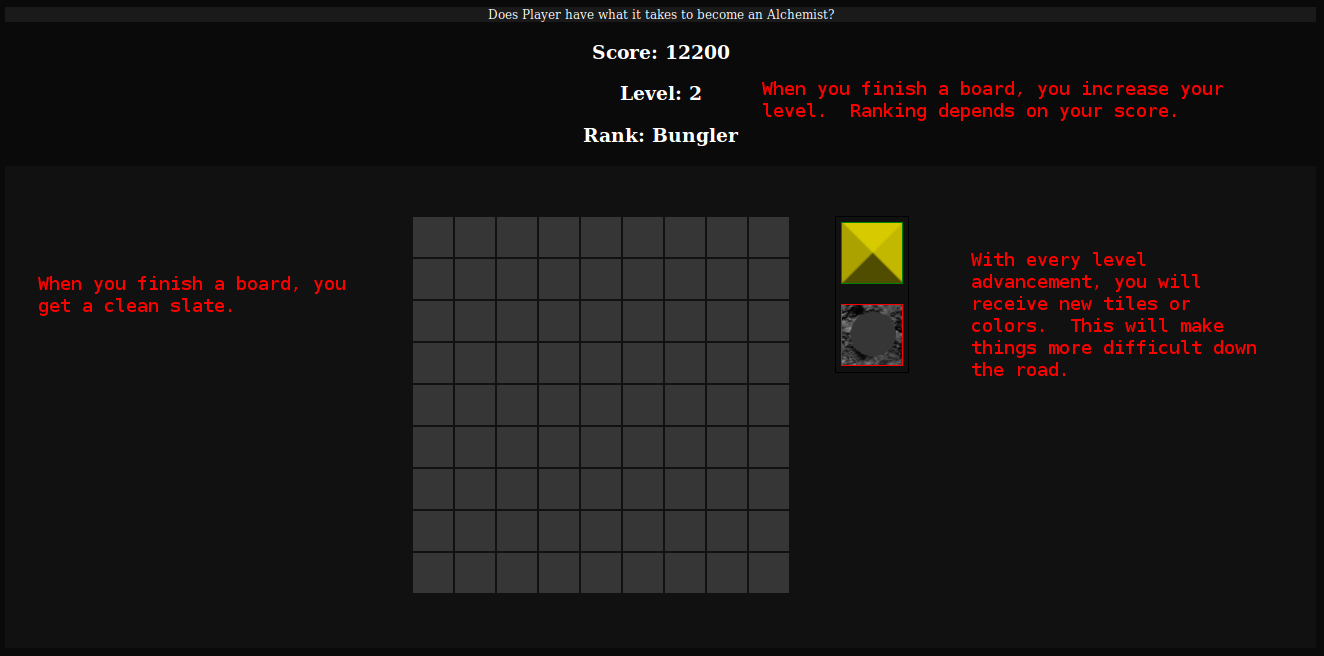 Does Player have what it takes to become an Alchemist?
Score: 12200
Level: 2
Rank: Bungler
When you finish a board, you increase your
level.  Ranking depends on your score.
When you finish a board, you
get a clean slate.
With every level
advancement, you will
receive new tiles or
colors.  This will make
things more difficult down
the road.